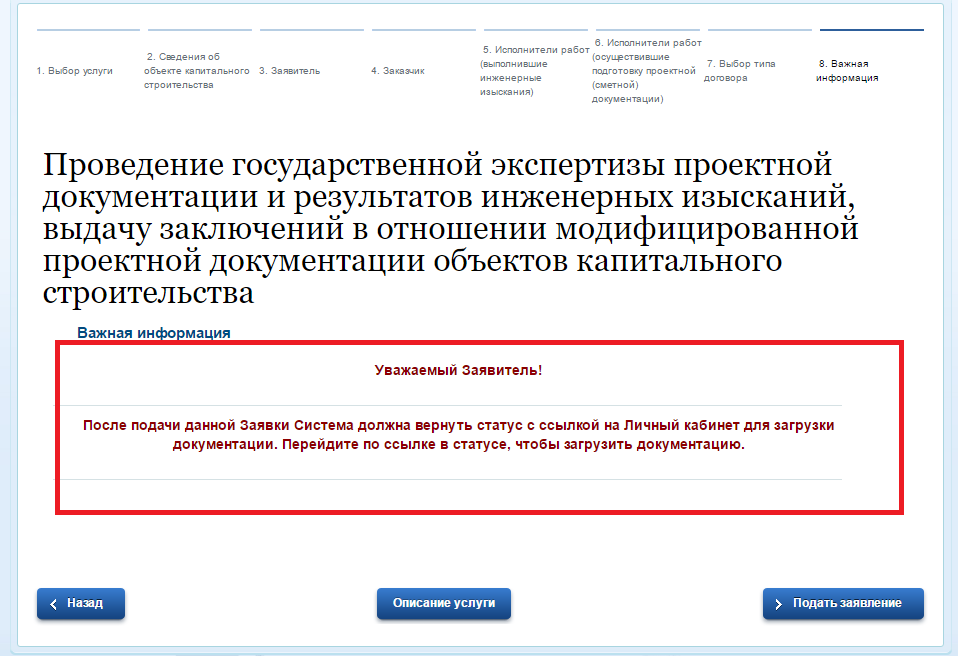 1. Выбор услуги
2. Сведения об
объекте капитального
строительства
3. Заявитель
4. Заказчик
5. Исполнители работ
(выполнившие
инженерные
изыскания)
6. Исполнители работ
(осуществившие
подготовку проектной
(сметной)
документации)
7. Выбор типа
договора
8. Важная
информация
Проведение государственной экспертизы проектной
документации и результатов инженерных изысканий,
выдачу заключений в отношении модифицированной
проектной документации объектов капитального
строительства
Важная информация
Уважаемый Заявитель!
После подачи данной Заявки Система должна вернуть статус с ссылкой на Личный кабинет для загрузки
документации. Перейдите по ссылке в статусе, чтобы загрузить документацию.
Назад
Описание услуги
Подать заявление